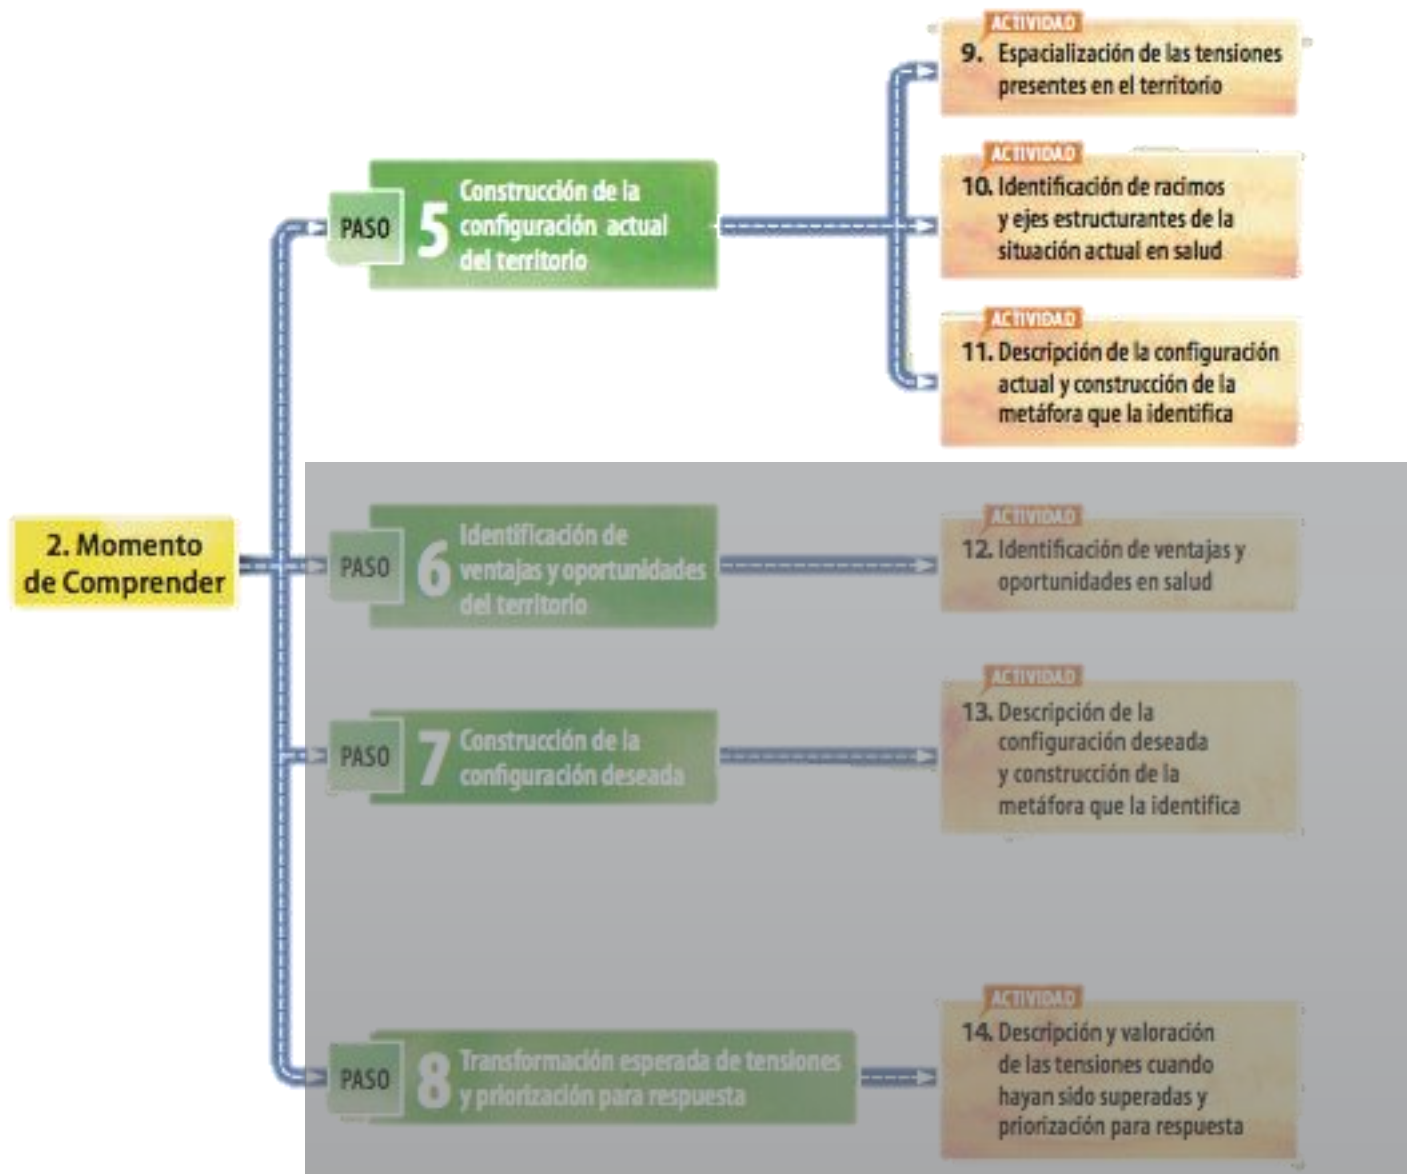 2. Momento
de Comprender
PASO
5
Construcción de la
configuración actual
del territorio
ACTIVIDAD
9. Espacialización de las tensiones
presentes en el territorio
ACTIVIDAD
10. Identificación de racimos
y ejes estructurantes de la
situación actual en salud
ACTIVIDAD
11. Descripción de la configuración
actual y construcción de la
metáfora que la identifica
PASO
6
Identificación de
ventajas y oportunidades
del territorio
ACTIVIDAD
12. Identificación de ventajas y
oportunidades en salud
PASO
7
Construcción de la
configuración deseada
ACTIVIDAD
13. Descripción de la
configuración deseada
y construcción de la
metáfora que la identifica
PASO
8
Transformación esperada de tensiones
y priorización para respuesta
ACTIVIDAD
14. Descripción y valoración
de las tensiones cuando
hayan sido superadas y
priorización para respuesta